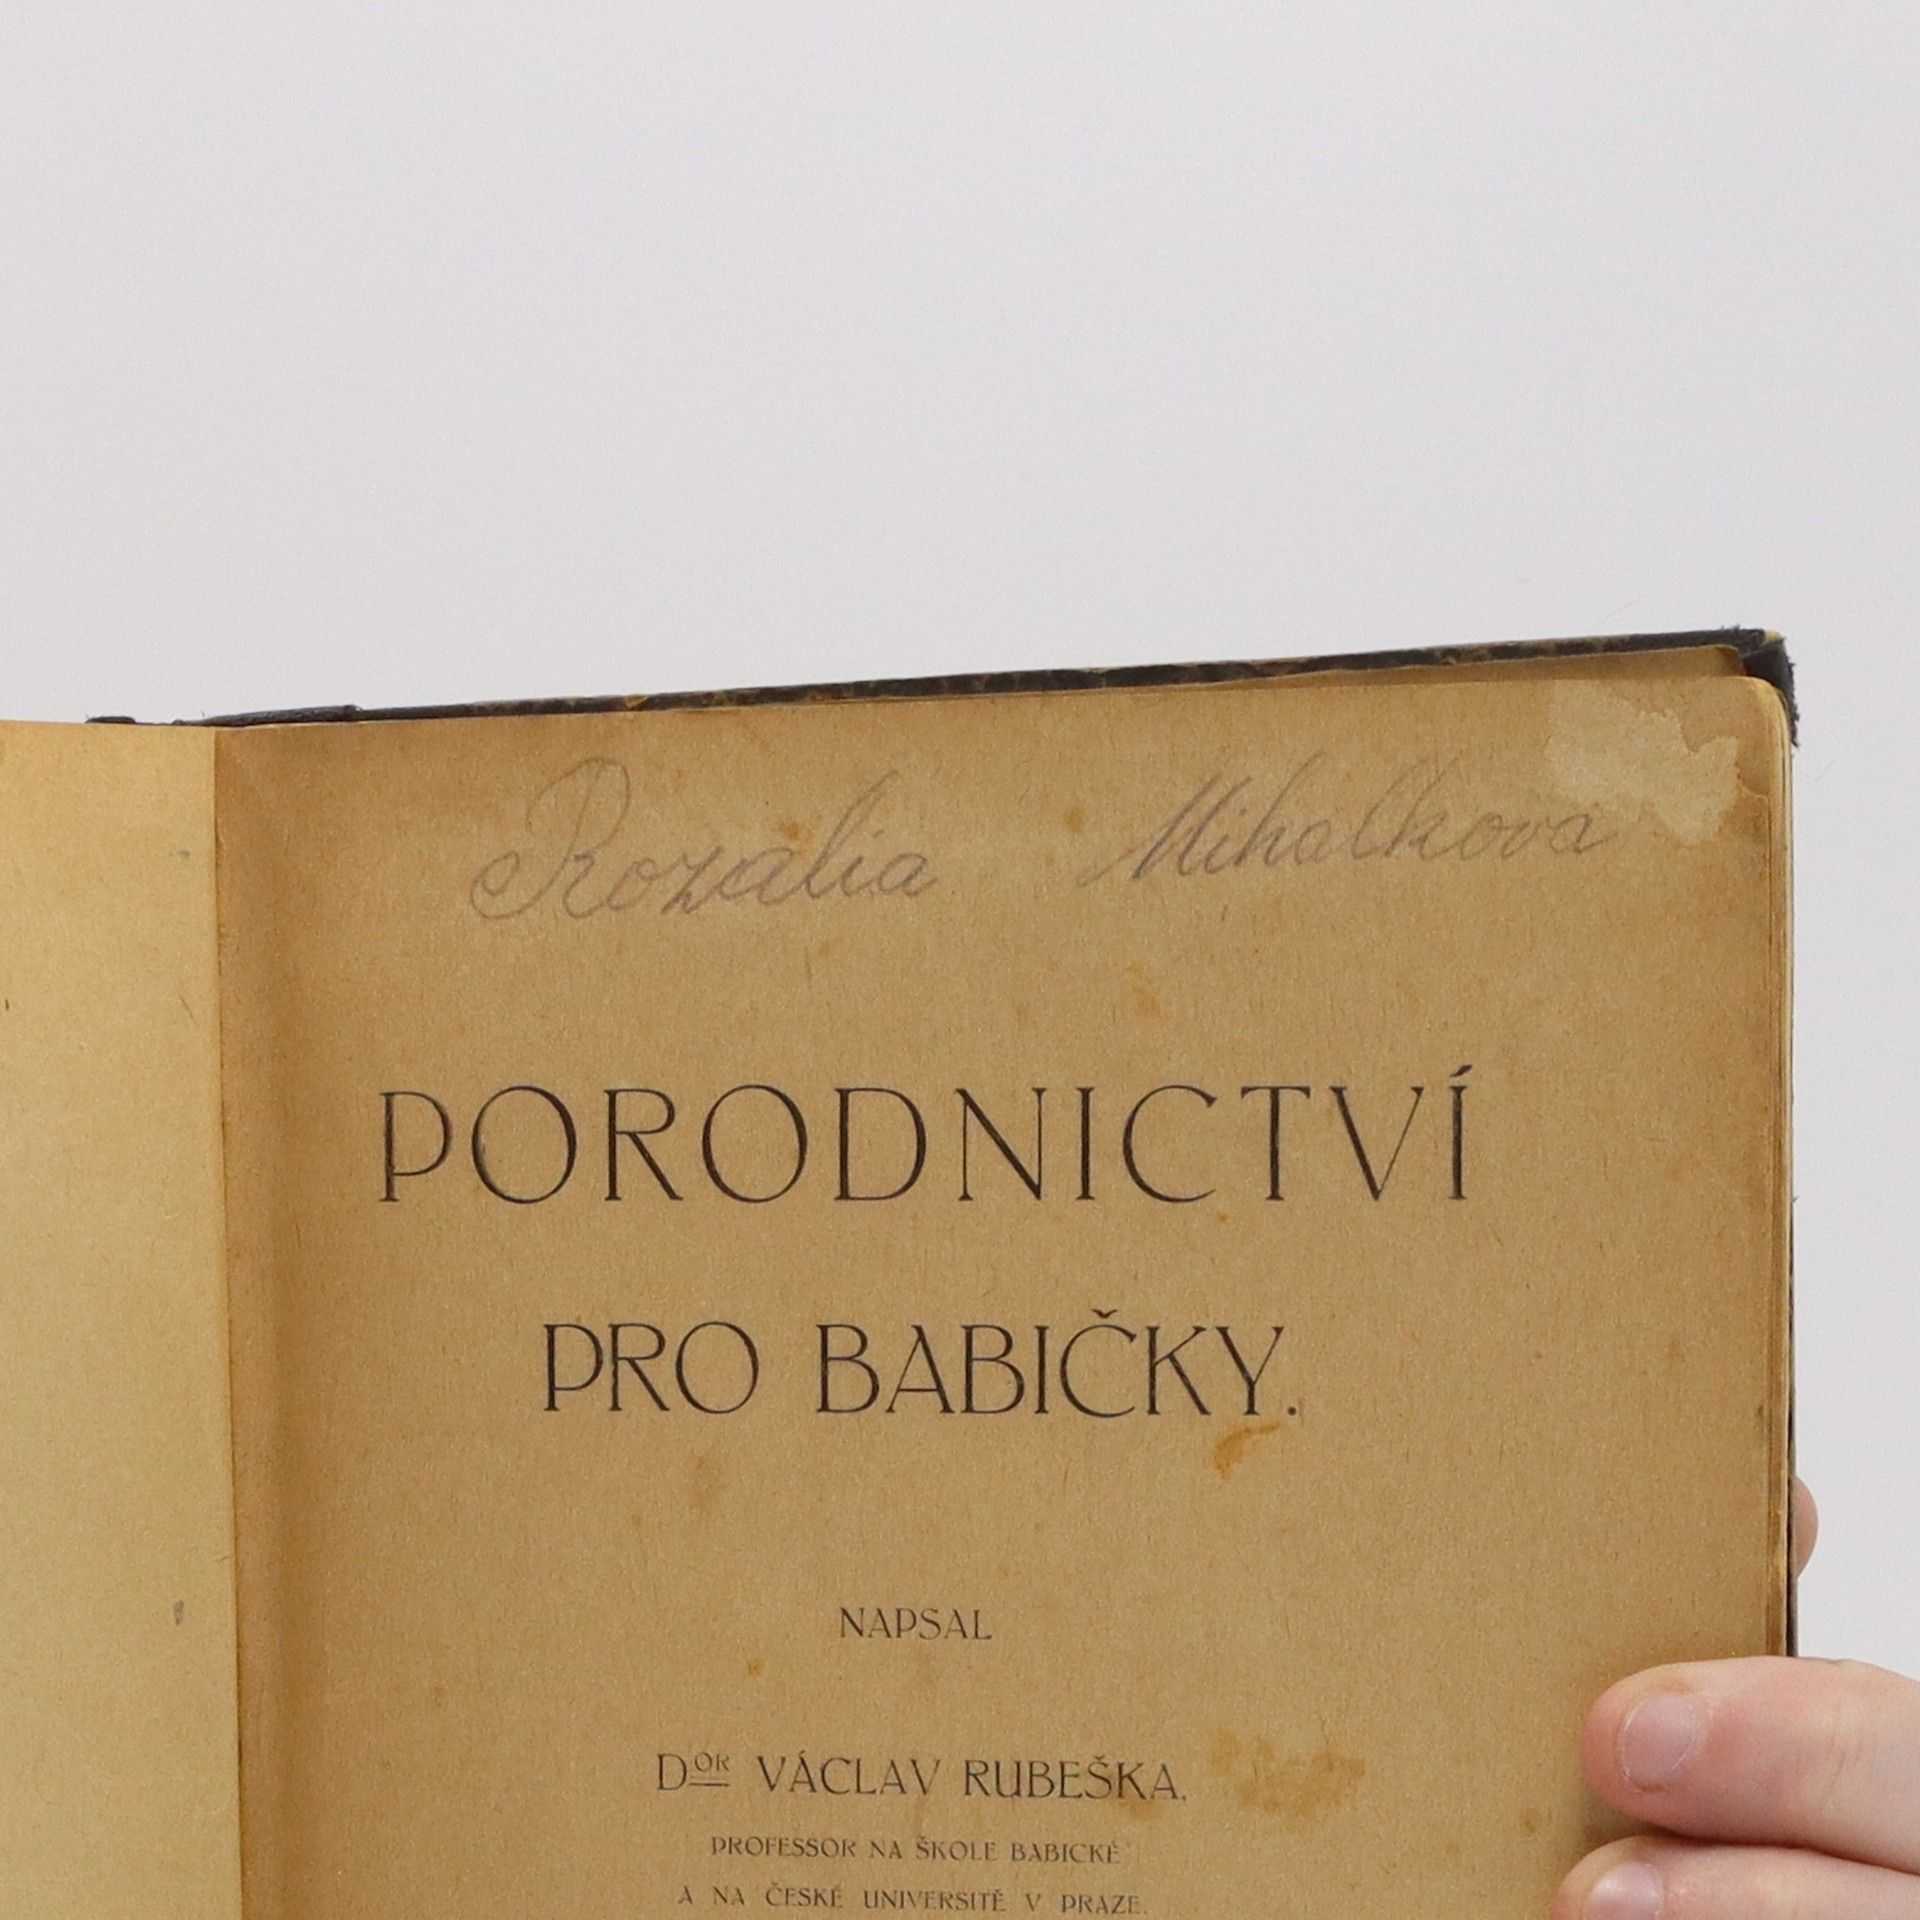 Rozalia Mihalkova
PORODNICTVÍ
PRO BABIČKY.
NAPSAL
DOR VÁCLAV RUBEŠKA,
PROFESSOR NA ŠKOLE BABICKÉ
A NA ČESKÉ UNIVERSITĚ V PRAZE.